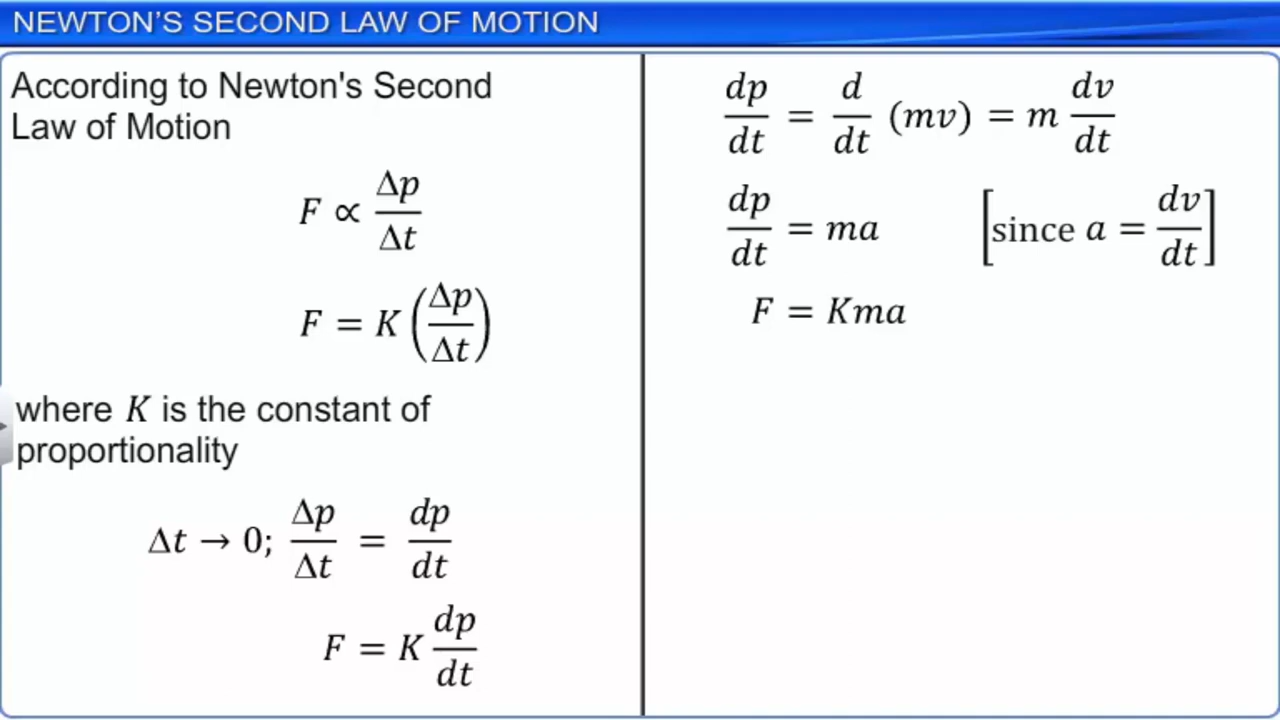 NEWTON'S SECOND LAW OF MOTION
According to Newton's Second
Law of Motion
F ∝ Δp/Δt
F = K (Δp/Δt)
where K is the constant of
proportionality
Δt → 0; Δp/Δt = dp/dt
F = K dp/dt
dp/dt = d/dt (mv) = m dv/dt
dp/dt = ma [since a = dv/dt]
F = Kma